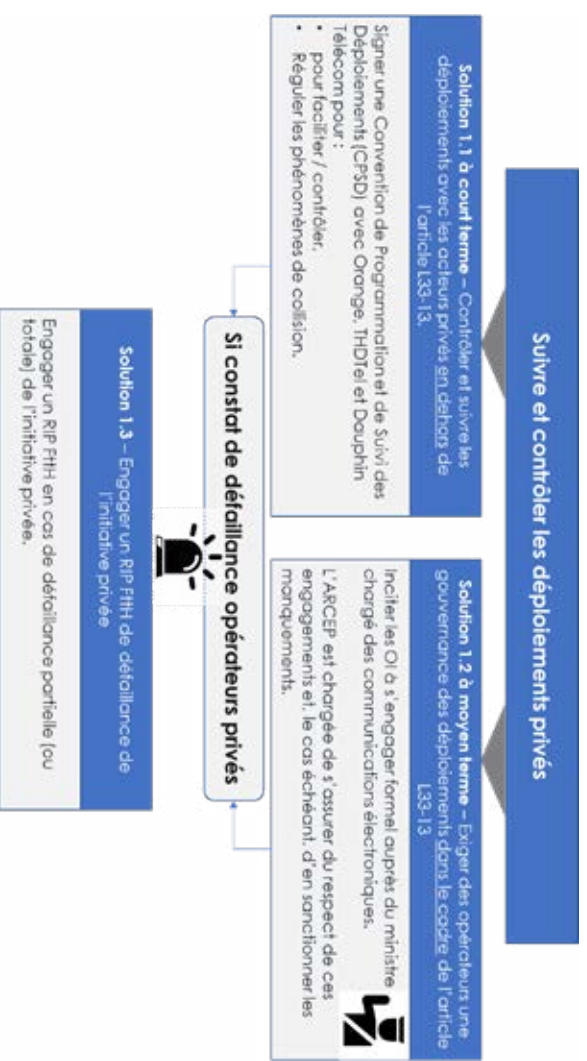 Suivre et contrôler les déploiements privés
Solution 1.1 à court terme – Contrôler et suivre les
déploiements avec les acteurs privés en dehors de
l'article L33-13.
Signer une Convention de Programmation et de Suivi des
Déploiements (CPSD) avec Orange, THDTel et Dauphin
Télécom pour :
• pour faciliter / contrôler,
• Réguler les phénomènes de collision.
Solution 1.2 à moyen terme – Exiger des opérateurs une
gouvernance des déploiements dans le cadre de l'article
L33-13
Inciter les OI à s'engager formel auprès du ministre
chargé des communications électroniques.
L'ARCEP est chargée de s'assurer du respect de ces
engagements et, le cas échéant, d'en sanctionner les
manquements.
Si constat de défaillance opérateurs privés
Solution 1.3 – Engager un RIP FttH de défaillance de
l'initiative privée
Engager un RIP FttH en cas de défaillance partielle (ou
totale) de l'initiative privée.